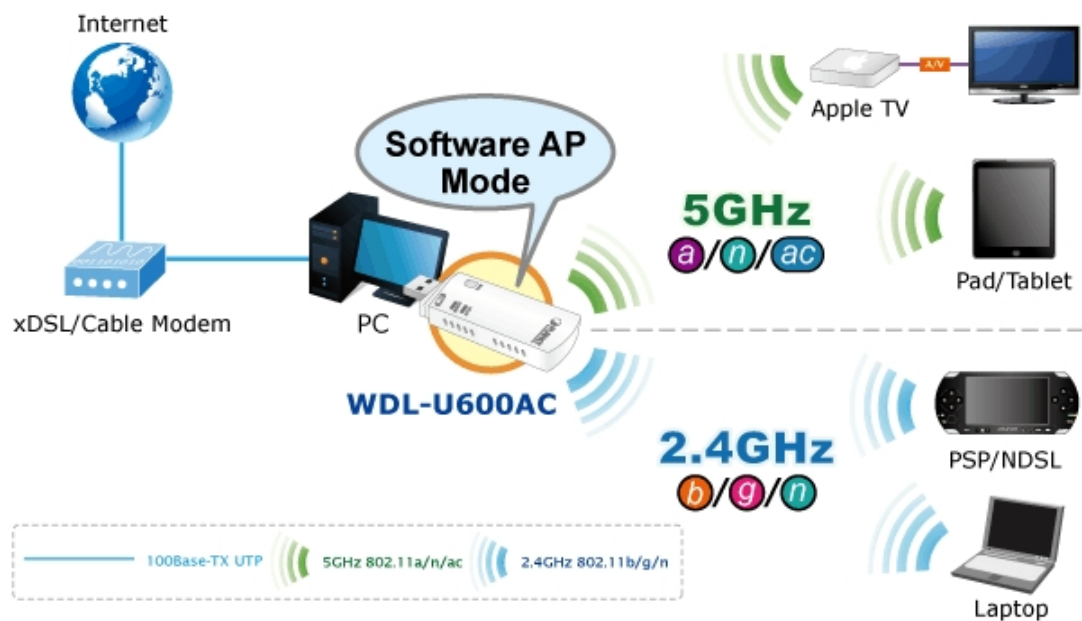 Internet
Software AP
Mode
A/V
Apple TV
5GHz
a/n/ac
Pad/Tablet
xDSL/Cable Modem
PC
WDL-U600AC
2.4GHz
b/g/n
PSP/NDSL
100Base-TX UTP
5GHz 802.11a/n/ac
2.4GHz 802.11b/g/n
Laptop